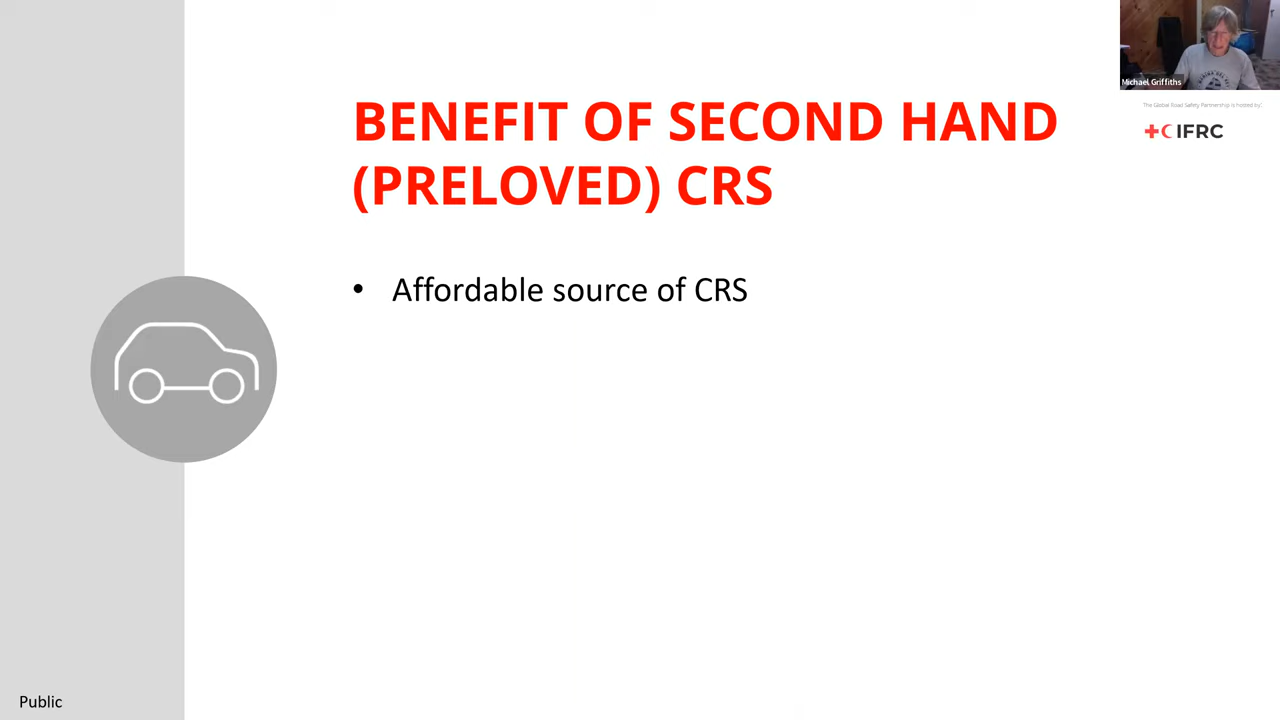 Michael Griffiths
The Global Road Safety Partnership is hosted by:
IFRC
BENEFIT OF SECOND HAND
(PRELOVED) CRS
• Affordable source of CRS
Public